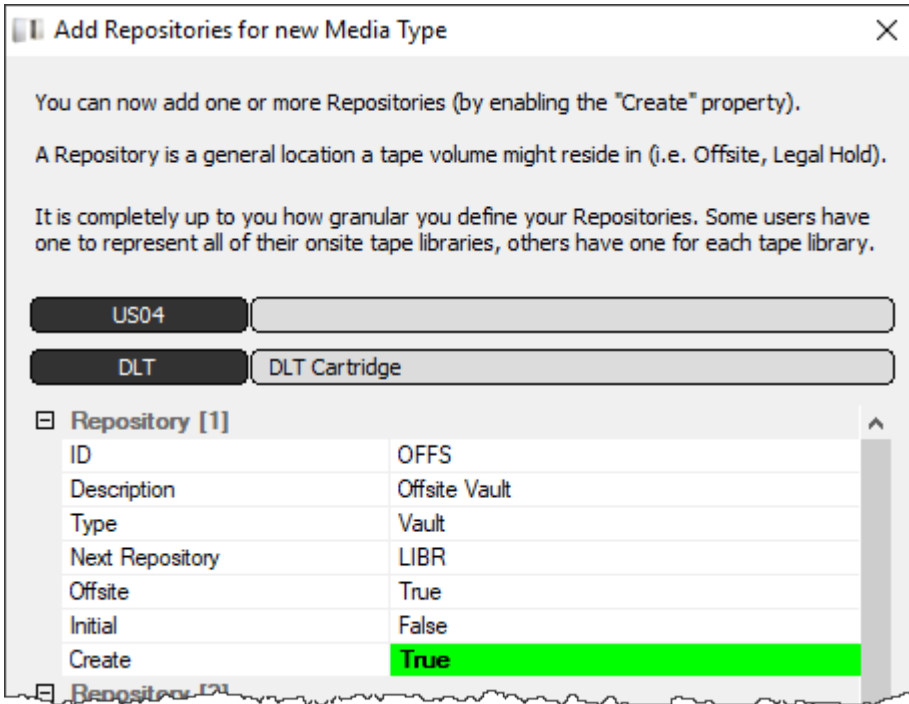 Add Repositories for new Media Type
You can now add one or more Repositories (by enabling the "Create" property).
A Repository is a general location a tape volume might reside in (i.e. Offsite, Legal Hold).
It is completely up to you how granular you define your Repositories. Some users have
one to represent all of their onsite tape libraries, others have one for each tape library.
US04
DLT DLT Cartridge
Repository [1]
ID OFFS
Description Offsite Vault
Type Vault
Next Repository LIBR
Offsite True
Initial False
Create True
Repository [2]